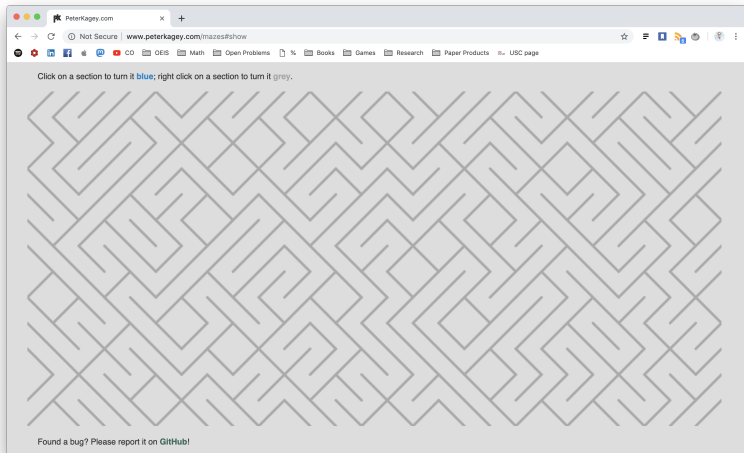 PeterKagey.com
Not Secure | www.peterkagey.com/mazes#show
CO OEIS Math Open Problems % Books Games Research Paper Products USC page
Click on a section to turn it blue; right click on a section to turn it grey.
Found a bug? Please report it on GitHub!